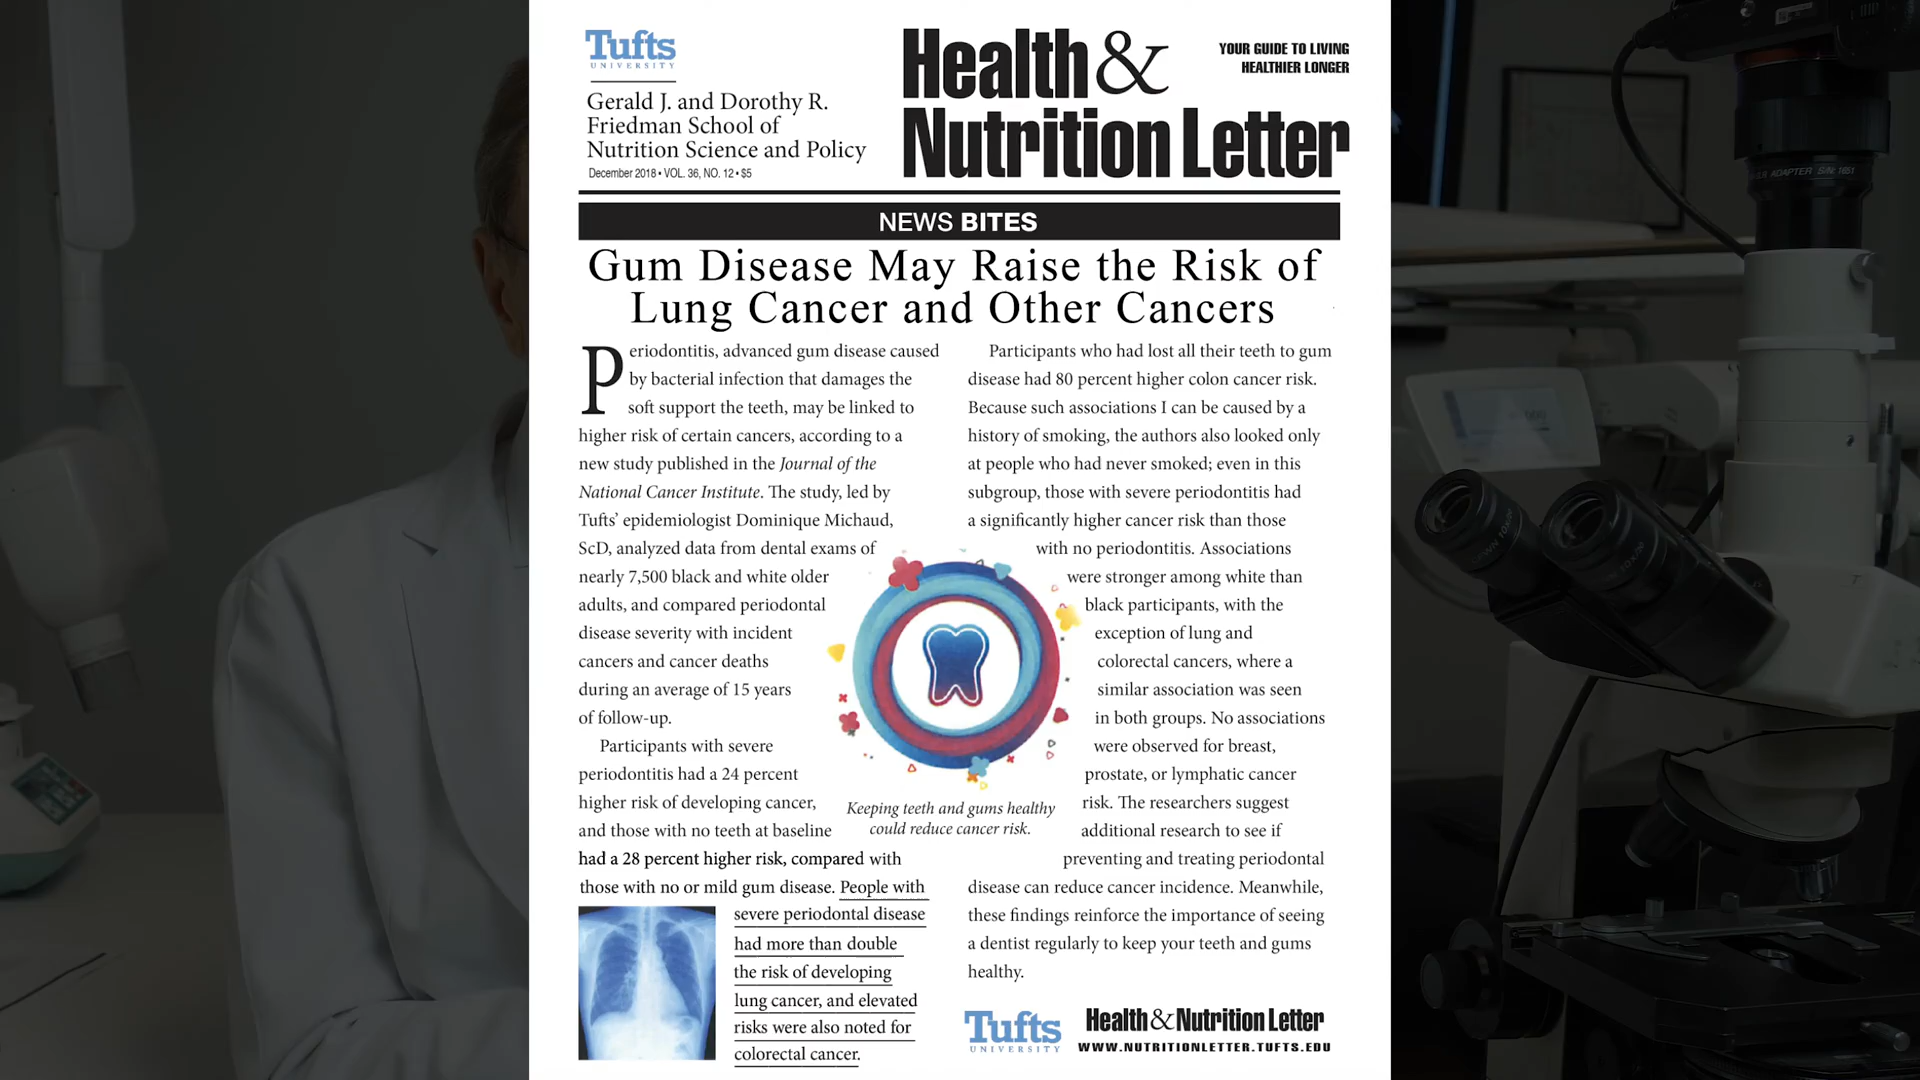 Tufts
UNIVERSITY
Gerald J. and Dorothy R.
Friedman School of
Nutrition Science and Policy
December 2018 • VOL. 36, NO. 12 • $5
Health &
Nutrition Letter
YOUR GUIDE TO LIVING
HEALTHIER LONGER
NEWS BITES
Gum Disease May Raise the Risk of
Lung Cancer and Other Cancers
Periodontitis, advanced gum disease caused
by bacterial infection that damages the
soft support the teeth, may be linked to
higher risk of certain cancers, according to a
new study published in the Journal of the
National Cancer Institute. The study, led by
Tufts' epidemiologist Dominique Michaud,
ScD, analyzed data from dental exams of
nearly 7,500 black and white older
adults, and compared periodontal
disease severity with incident
cancers and cancer deaths
during an average of 15 years
of follow-up.
Participants with severe
periodontitis had a 24 percent
higher risk of developing cancer,
and those with no teeth at baseline
had a 28 percent higher risk, compared with
those with no or mild gum disease. People with
severe periodontal disease
had more than double
the risk of developing
lung cancer, and elevated
risks were also noted for
colorectal cancer.
Keeping teeth and gums healthy
could reduce cancer risk.
Participants who had lost all their teeth to gum
disease had 80 percent higher colon cancer risk.
Because such associations I can be caused by a
history of smoking, the authors also looked only
at people who had never smoked; even in this
subgroup, those with severe periodontitis had
a significantly higher cancer risk than those
with no periodontitis. Associations
were stronger among white than
black participants, with the
exception of lung and
colorectal cancers, where a
similar association was seen
in both groups. No associations
were observed for breast,
prostate, or lymphatic cancer
risk. The researchers suggest
additional research to see if
preventing and treating periodontal
disease can reduce cancer incidence. Meanwhile,
these findings reinforce the importance of seeing
a dentist regularly to keep your teeth and gums
healthy.
Tufts
UNIVERSITY
Health & Nutrition Letter
WWW.NUTRITIONLETTER.TUFTS.EDU
ADAPTER S/N: 1651